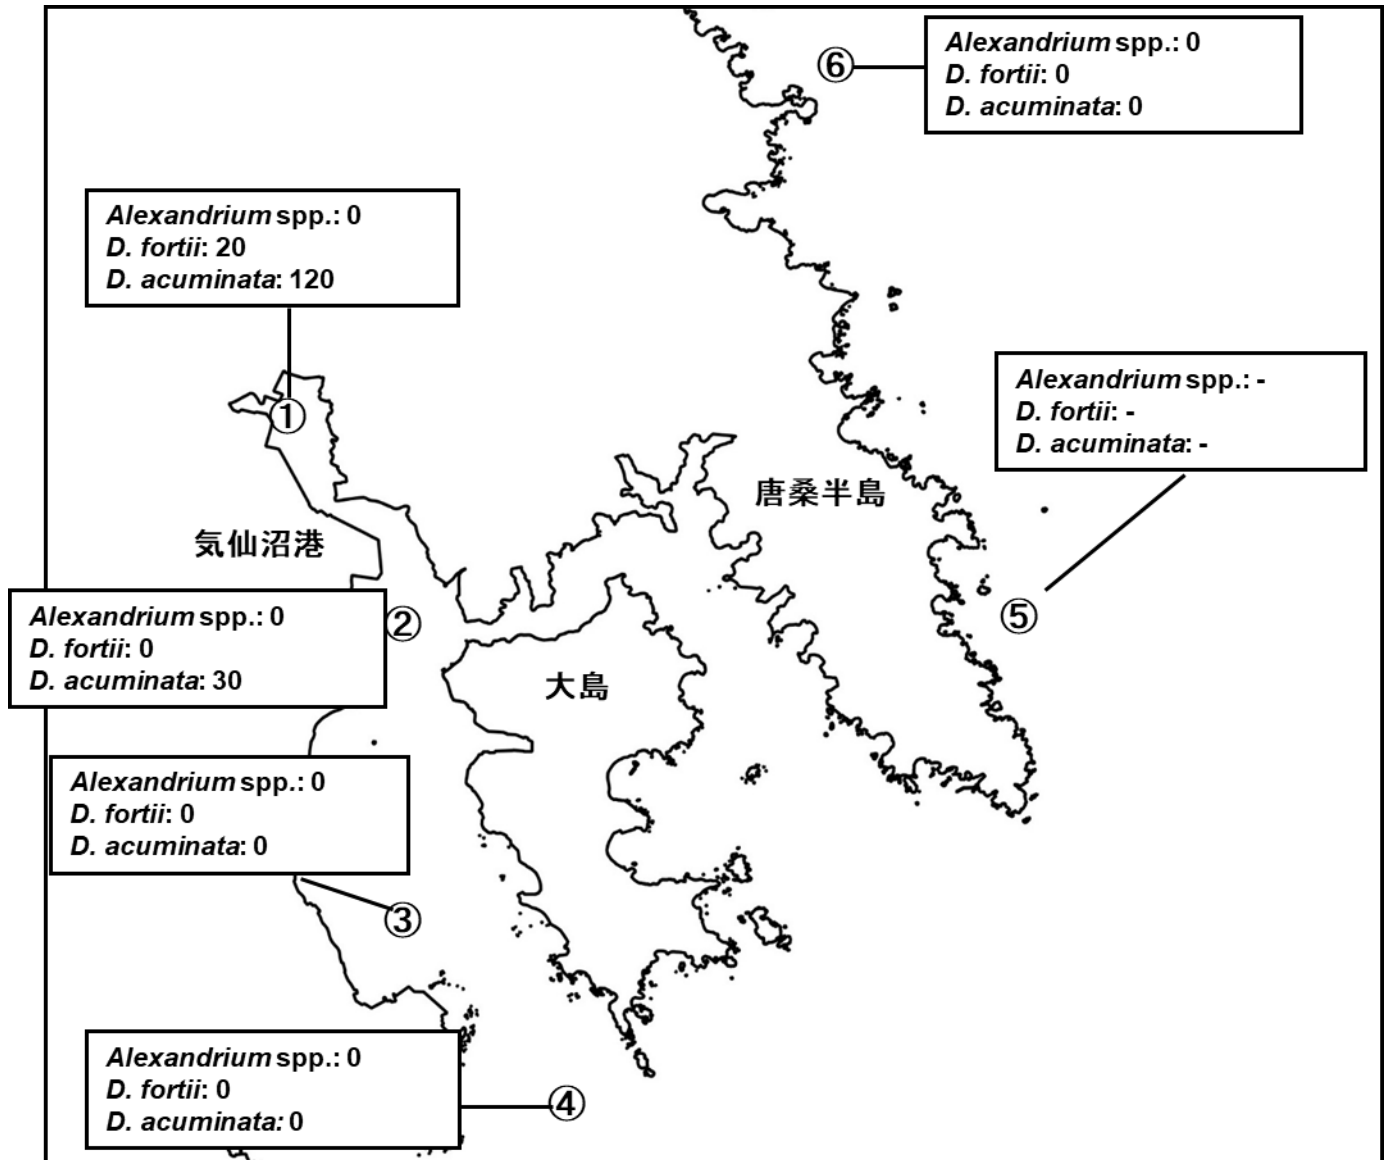 ⑥
Alexandrium spp.: 0
D. fortii: 0
D. acuminata: 0
Alexandrium spp.: 0
D. fortii: 20
D. acuminata: 120
①
Alexandrium spp.: -
D. fortii: -
D. acuminata: -
唐桑半島
気仙沼港
⑤
Alexandrium spp.: 0
D. fortii: 0
D. acuminata: 30
②
大島
Alexandrium spp.: 0
D. fortii: 0
D. acuminata: 0
③
Alexandrium spp.: 0
D. fortii: 0
D. acuminata: 0
④